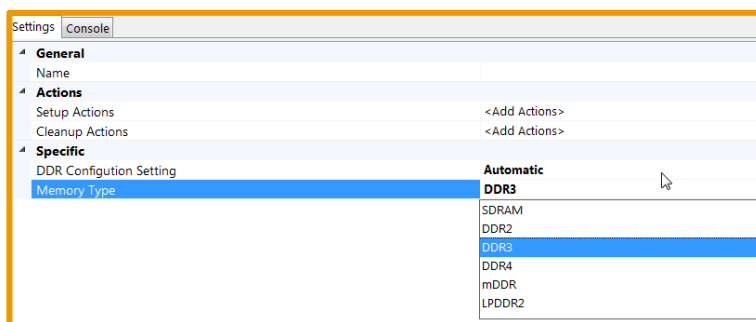 Settings Console
General
Name
Actions
Setup Actions <Add Actions>
Cleanup Actions <Add Actions>
Specific
DDR Configution Setting Automatic
Memory Type DDR3
SDRAM
DDR2
DDR3
DDR4
mDDR
LPDDR2